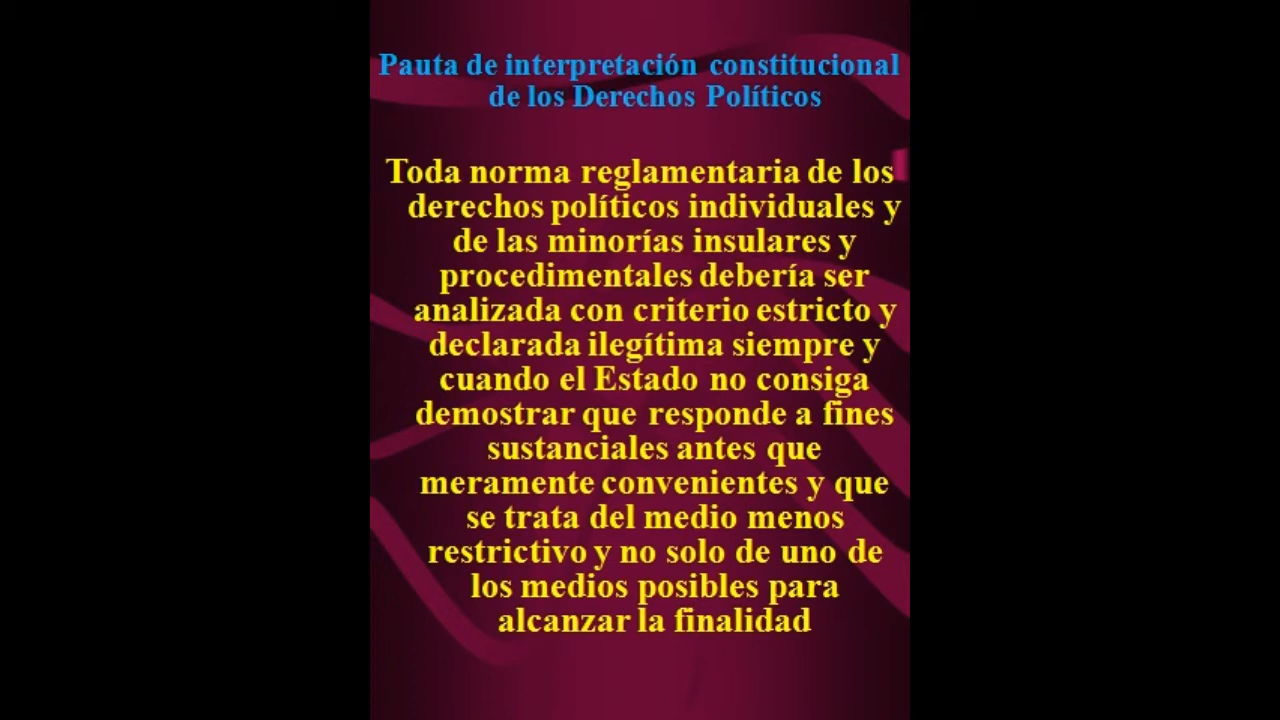 Pauta de interpretación constitucional
de los Derechos Políticos
Toda norma reglamentaria de los
derechos políticos individuales y
de las minorías insulares y
procedimentales debería ser
analizada con criterio estricto y
declarada ilegítima siempre y
cuando el Estado no consiga
demostrar que responde a fines
sustanciales antes que
meramente convenientes y que
se trata del medio menos
restrictivo y no solo de uno de
los medios posibles para
alcanzar la finalidad